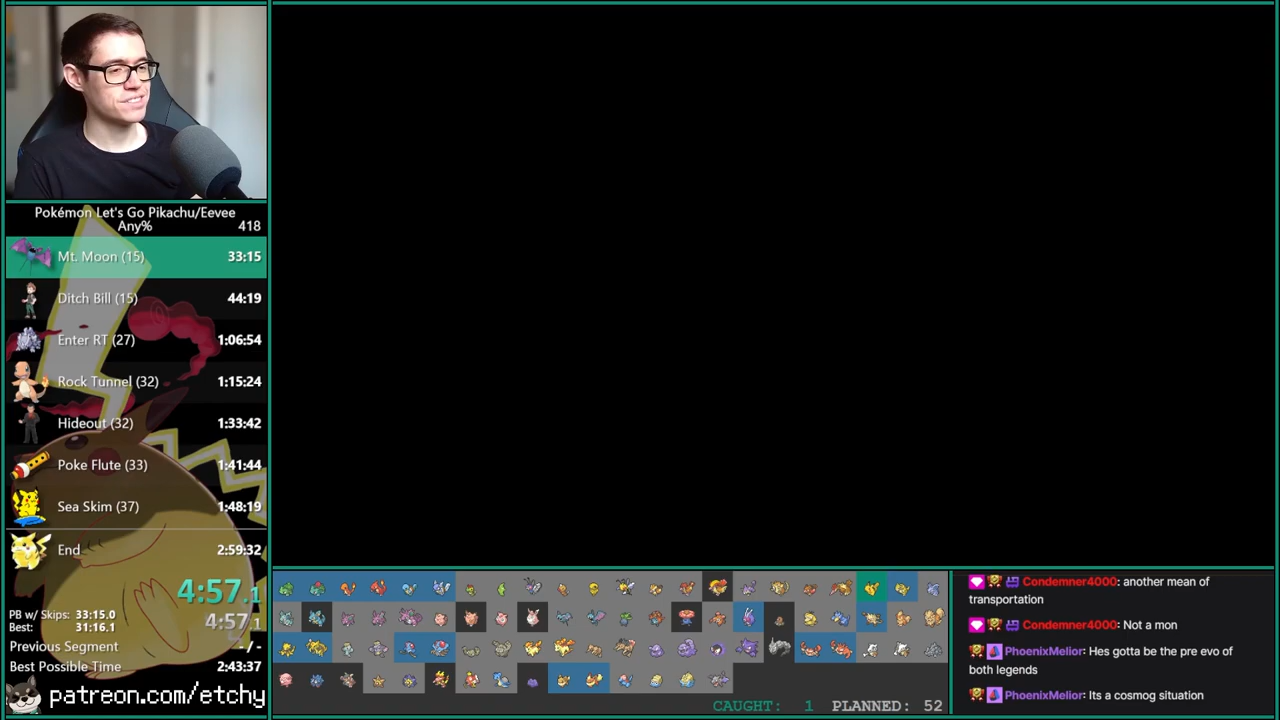 Pokémon Let's Go Pikachu/Eevee
Any% 418
Mt. Moon (15) 33:15
Ditch Bill (15) 44:19
Enter RT (27) 1:06:54
Rock Tunnel (32) 1:15:24
Hideout (32) 1:33:42
Poke Flute (33) 1:41:44
Sea Skim (37) 1:48:19
End 2:59:32
4:57.1
PB w/ Skips: 33:15.0
Best: 31:16.1
4:57.1
Previous Segment - / -
Best Possible Time 2:43:37
patreon.com/etchy
CAUGHT: 1 PLANNED: 52
Condemner4000: another mean of
transportation
Condemner4000: Not a mon
PhoenixMelior: Hes gotta be the pre evo of
both legends
PhoenixMelior: Its a cosmog situation